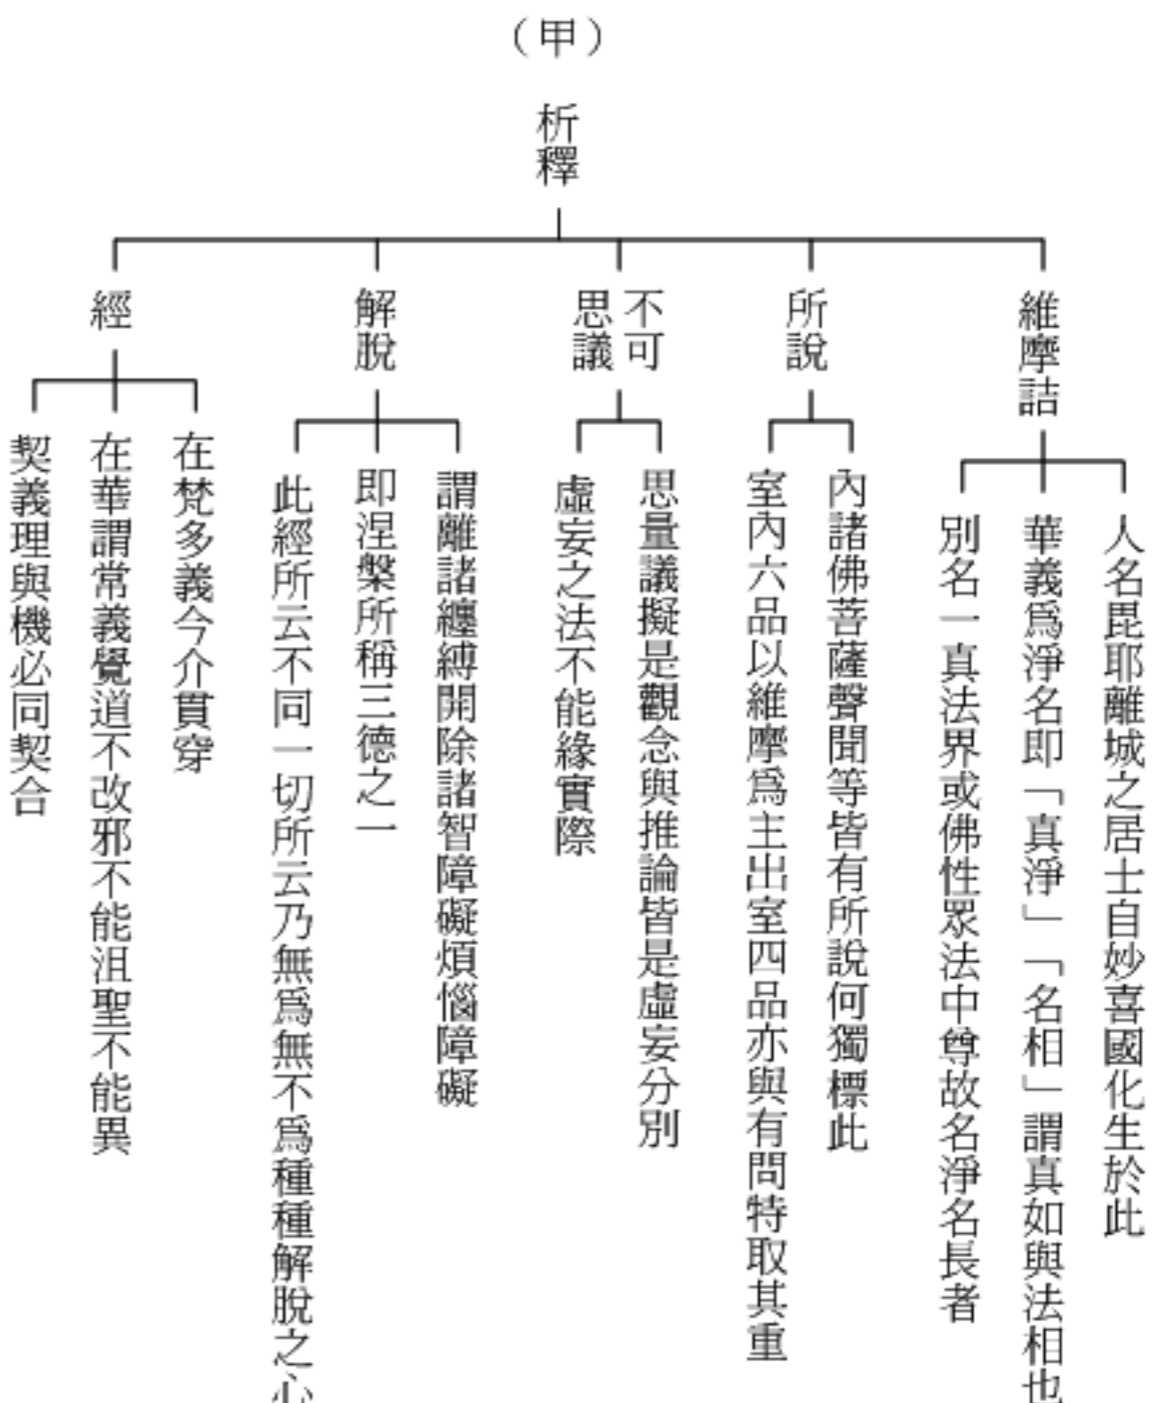 （甲）
析釋
維摩詰
人名毘耶離城之居士自妙喜國化生於此
華義爲淨名即「真淨」「名相」謂真如與法相也
別名一真法界或佛性眾法中尊故名淨名長者
所說
內諸佛菩薩聲聞等皆有所說何獨標此
室內六品以維摩爲主出室四品亦與有問特取其重
不可
思議
思量議擬是觀念與推論皆是虛妄分別
虛妄之法不能緣實際
解脫
謂離諸纏縛開除諸智障礙煩惱障礙
即涅槃所稱三德之一
此經所云不同一切所云乃無爲無不爲種種解脫之心
經
在梵多義今介貫穿
在華謂常義覺道不改邪不能沮聖不能異
契義理與機必同契合